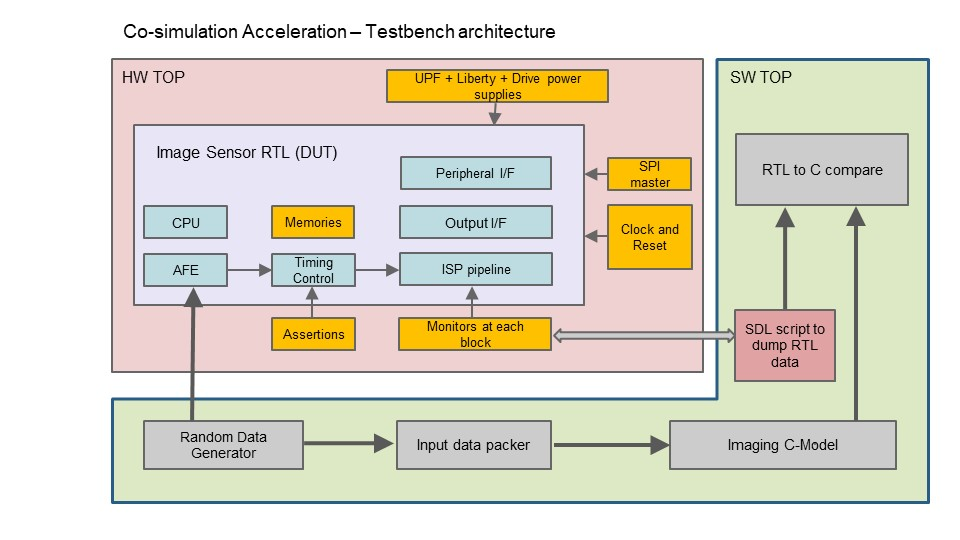 Co-simulation Acceleration – Testbench architecture
HW TOP
UPF + Liberty + Drive power
supplies
SW TOP
Image Sensor RTL (DUT)
Peripheral I/F
SPI
master
RTL to C compare
CPU
Memories
Output I/F
Clock and
Reset
AFE
Timing
Control
ISP pipeline
Assertions
Monitors at each
block
SDL script to
dump RTL
data
Random Data
Generator
Input data packer
Imaging C-Model